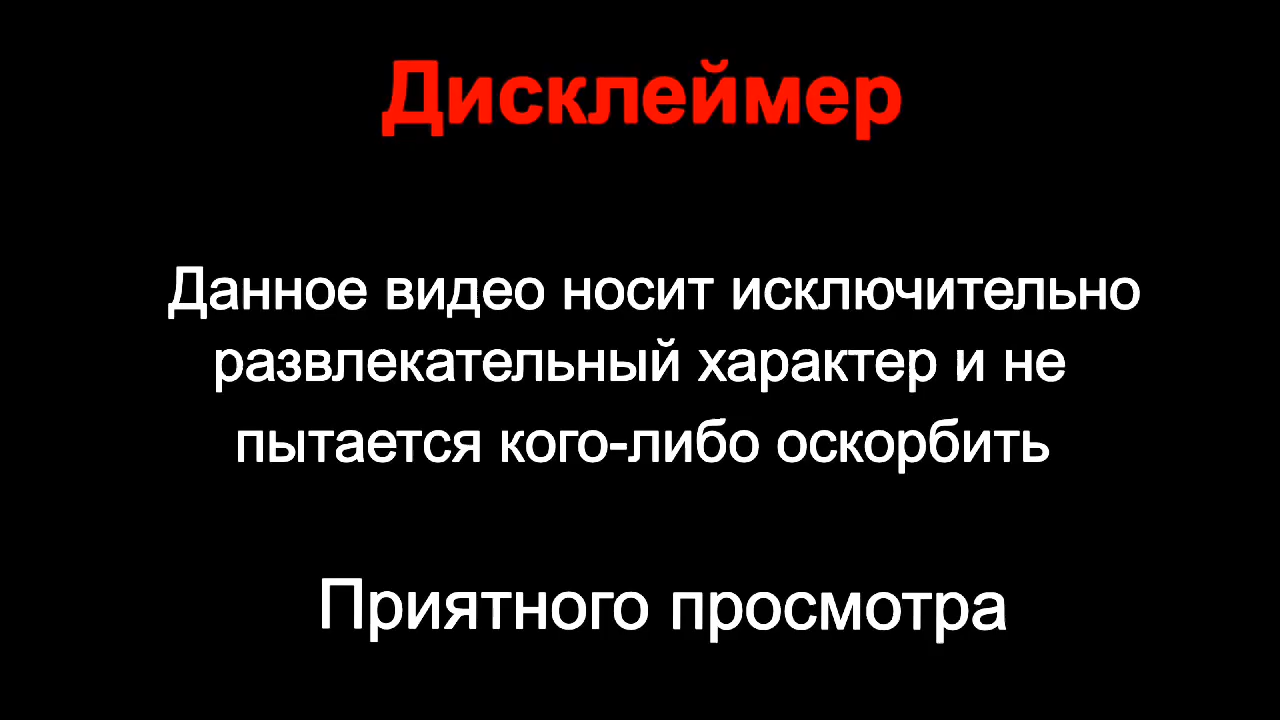 Дисклеймер
Данное видео носит исключительно
развлекательный характер и не
пытается кого-либо оскорбить
Приятного просмотра